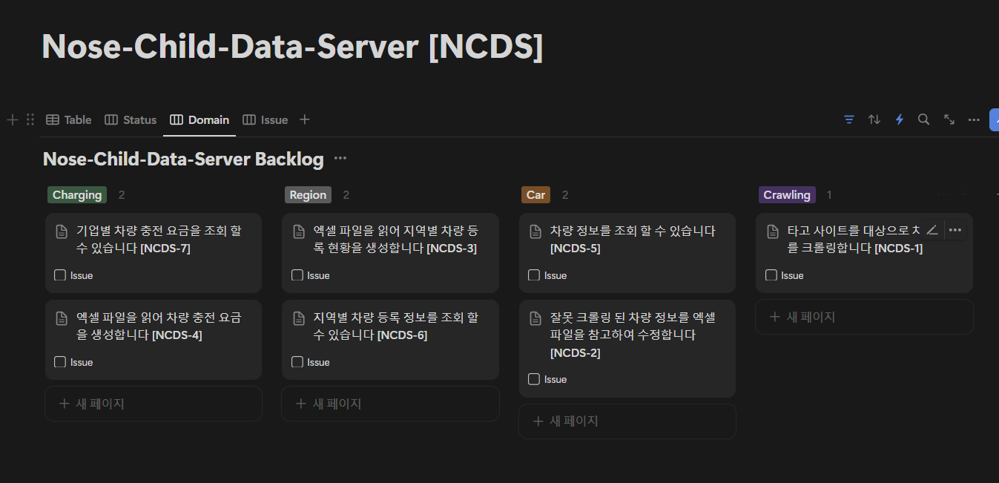 Nose-Child-Data-Server [NCDS]
Table Status Domain Issue
Nose-Child-Data-Server Backlog
Charging 2
기업별 차량 충전 요금을 조회 할
수 있습니다 [NCDS-7]
Issue
엑셀 파일을 읽어 차량 충전 요금
을 생성합니다 [NCDS-4]
Issue
새 페이지
Region 2
엑셀 파일을 읽어 지역별 차량 등
록 현황을 생성합니다 [NCDS-3]
Issue
지역별 차량 등록 정보를 조회 할
수 있습니다 [NCDS-6]
Issue
새 페이지
Car 2
차량 정보를 조회 할 수 있습니다
[NCDS-5]
Issue
잘못 크롤링 된 차량 정보를 엑셀
파일을 참고하여 수정합니다
[NCDS-2]
Issue
새 페이지
Crawling 1
타고 사이트를 대상으로
를 크롤링합니다 [NCDS-1]
Issue
새 페이지